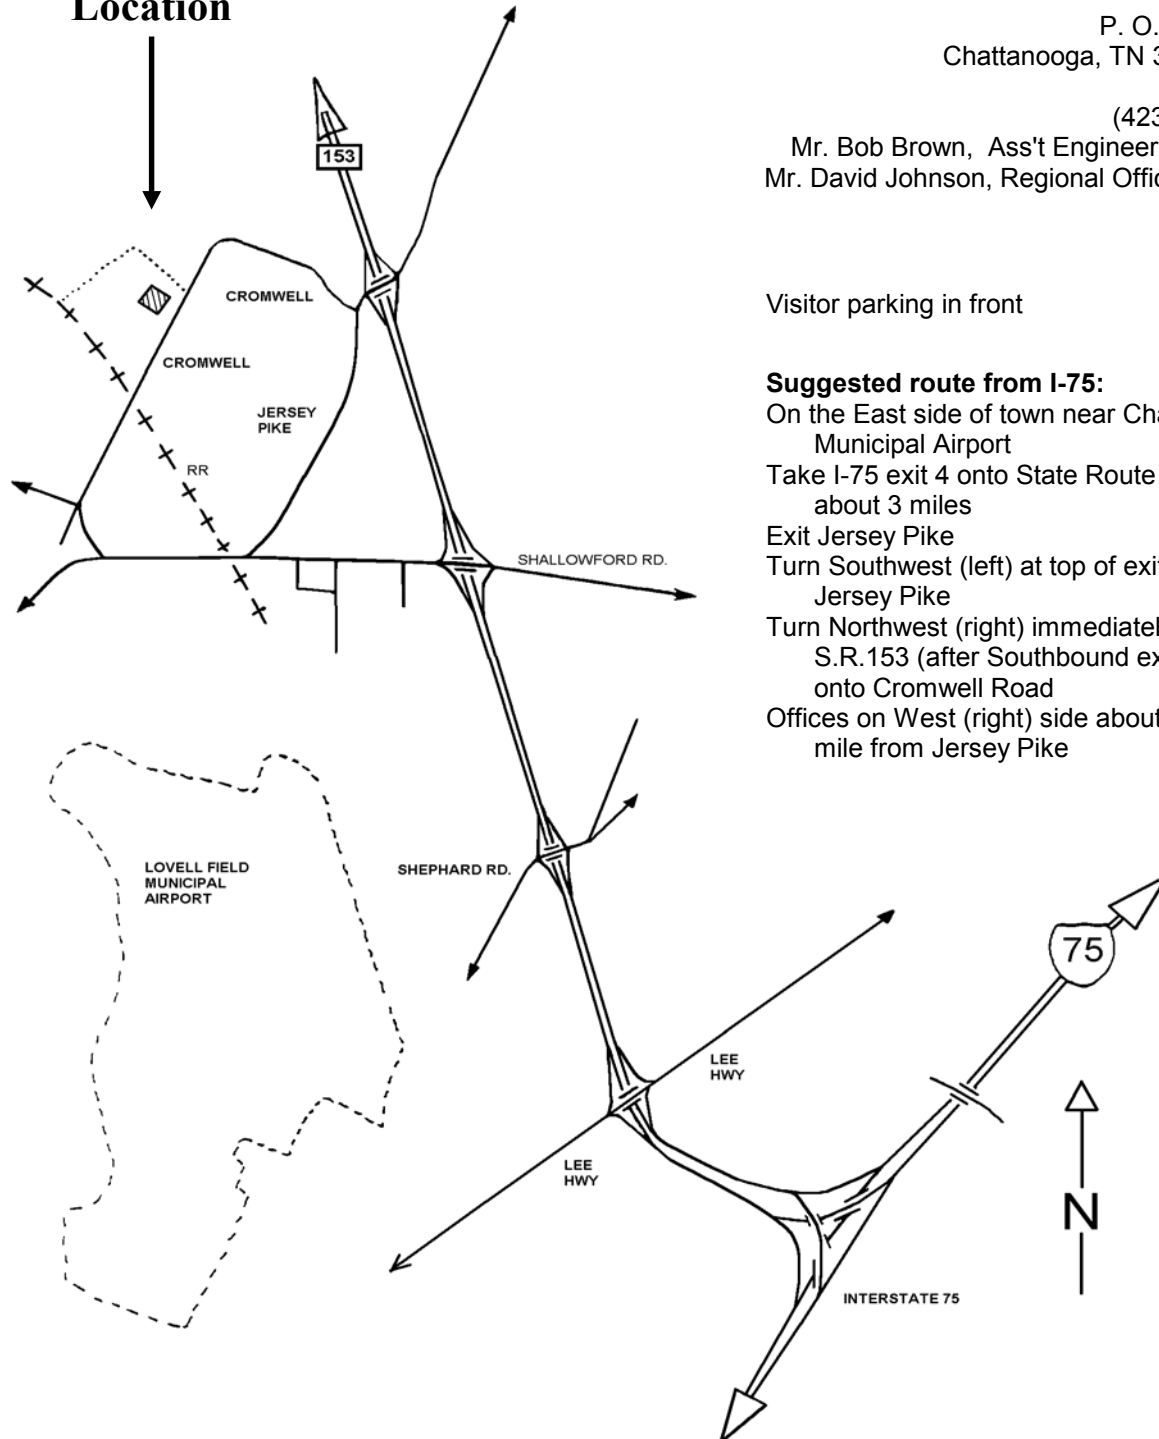 Location
P. O.
Chattanooga, TN 3
(423
Mr. Bob Brown, Ass't Engineer
Mr. David Johnson, Regional Offic
Visitor parking in front
Suggested route from I-75:
On the East side of town near Cha
Municipal Airport
Take I-75 exit 4 onto State Route
about 3 miles
Exit Jersey Pike
Turn Southwest (left) at top of exit
Jersey Pike
Turn Northwest (right) immediatel
S.R.153 (after Southbound ex
onto Cromwell Road
Offices on West (right) side about
mile from Jersey Pike
153
CROMWELL
CROMWELL
JERSEY
PIKE
RR
SHALLOWFORD RD.
LOVELL FIELD
MUNICIPAL
AIRPORT
SHEPHARD RD.
75
LEE
HWY
LEE
HWY
N
INTERSTATE 75